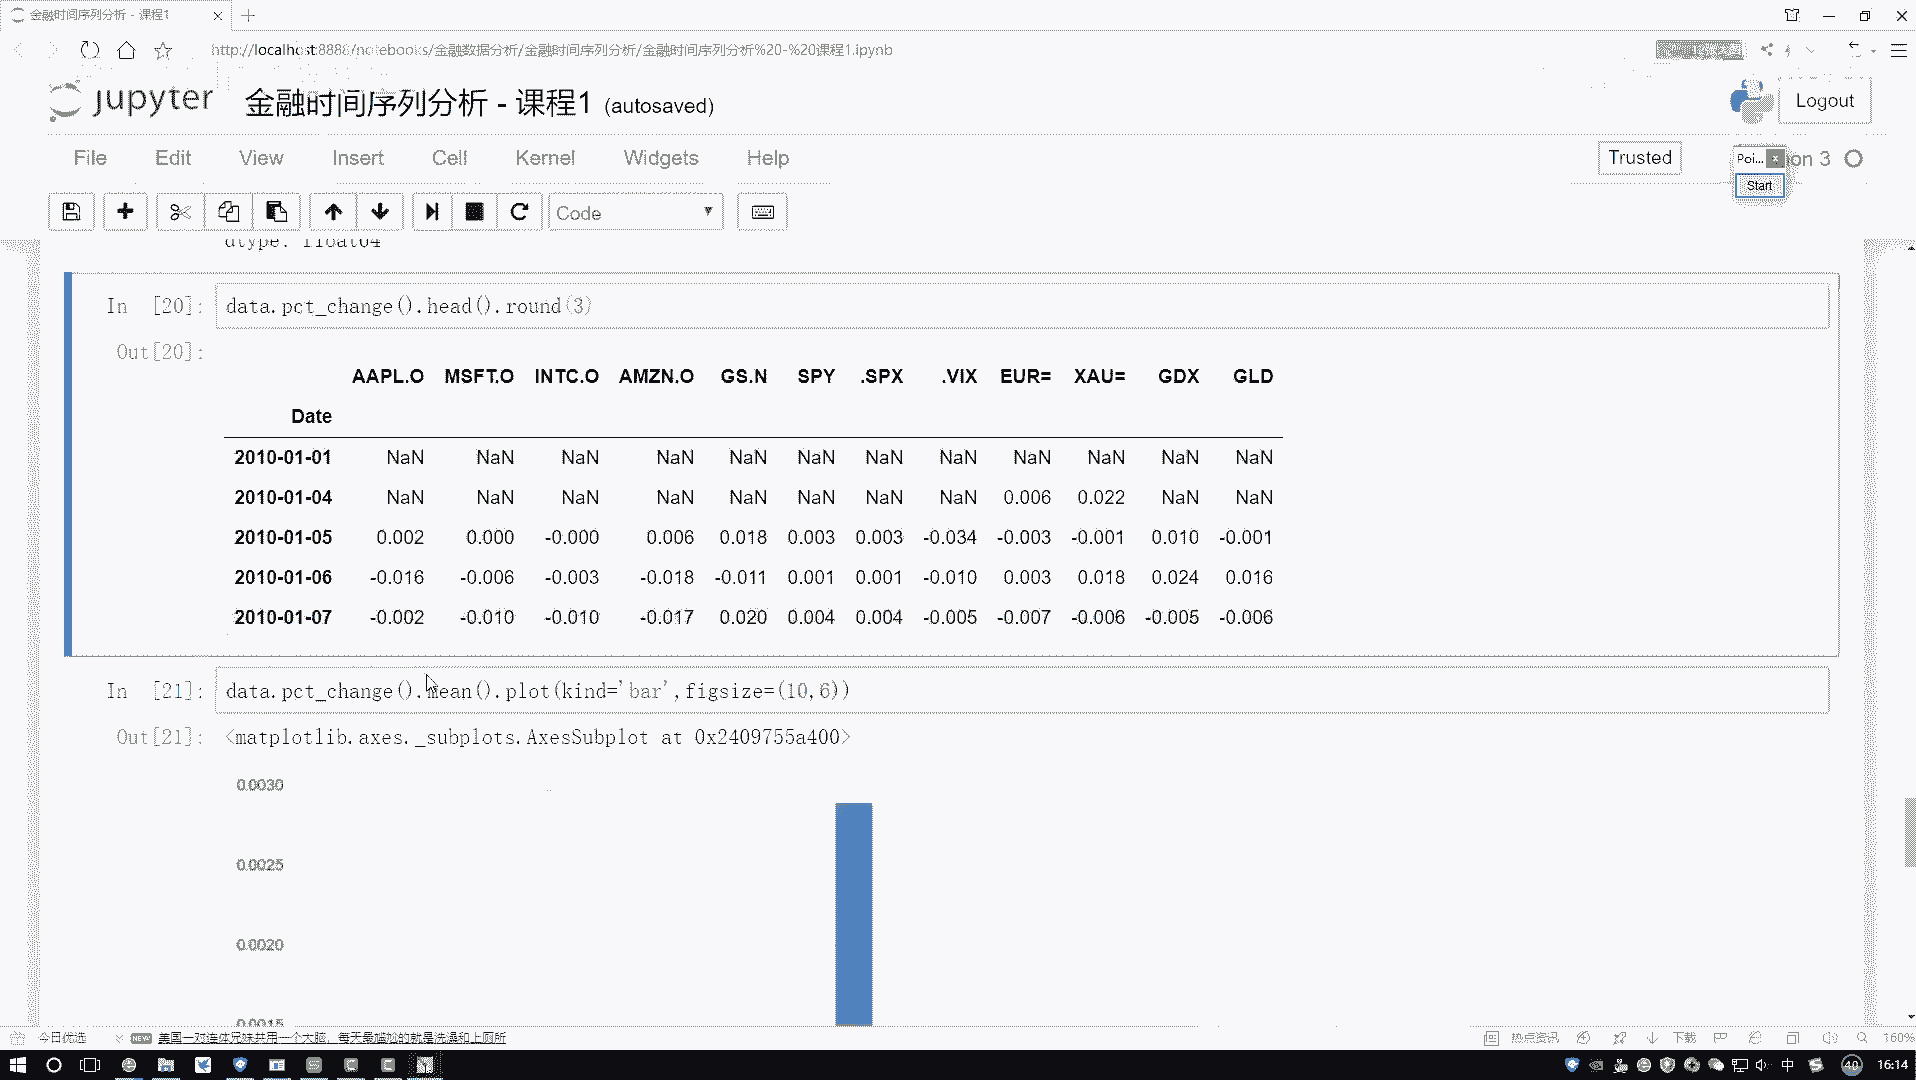 金融时间序列分析 - 课程1
http://localhost:8888/notebooks/金融数据分析/金融时间序列分析/金融时间序列分析%20-%20课程1.ipynb
jupyter 金融时间序列分析 - 课程1 (autosaved)
Logout
File Edit View Insert Cell Kernel Widgets Help
Trusted
Poi... on 3
Start
Code
dtype: float64
In [20]: data.pct_change().head().round(3)
Out[20]:
AAPL.O MSFT.O INTC.O AMZN.O GS.N SPY .SPX .VIX EUR= XAU= GDX GLD
Date
2010-01-01 NaN NaN NaN NaN NaN NaN NaN NaN NaN NaN NaN NaN
2010-01-04 NaN NaN NaN NaN NaN NaN NaN NaN 0.006 0.022 NaN NaN
2010-01-05 0.002 0.000 -0.000 0.006 0.018 0.003 0.003 -0.034 -0.003 -0.001 0.010 -0.001
2010-01-06 -0.016 -0.006 -0.003 -0.018 -0.011 0.001 0.001 -0.010 0.003 0.018 0.024 0.016
2010-01-07 -0.002 -0.010 -0.010 -0.017 0.020 0.004 0.004 -0.005 -0.007 -0.006 -0.005 -0.006
In [21]: data.pct_change().mean().plot(kind='bar',figsize=(10,6))
Out[21]: <matplotlib.axes._subplots.AxesSubplot at 0x2409755a400>
0.0030
0.0025
0.0020
0.0015
今日优选 NEW 美国一对连体兄妹共用一个大脑，每天最尴尬的就是洗澡和上厕所
热点资讯 下载 160%
中 40 16:14